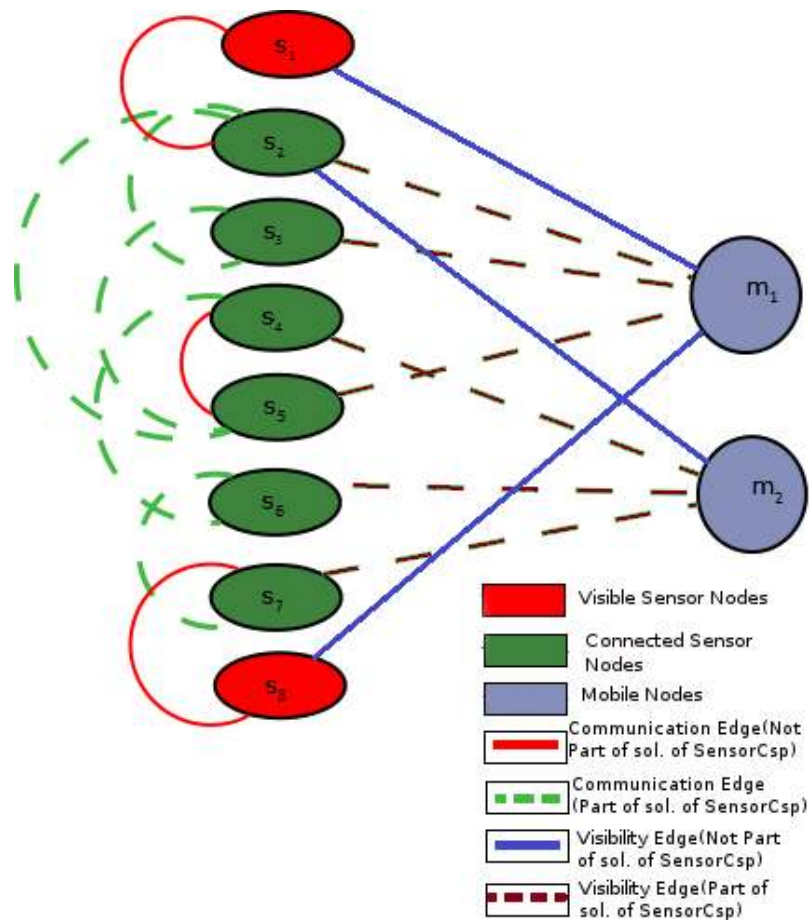 s1
s2
s3
s4
s5
s6
s7
s8
m1
m2
Visible Sensor Nodes
Connected Sensor
Nodes
Mobile Nodes
Communication Edge(Not
Part of sol. of SensorCsp)
Communication Edge
(Part of sol. of SensorCsp)
Visibility Edge(Not Part
of sol. of SensorCsp)
Visibility Edge(Part of
sol. of SensorCsp)